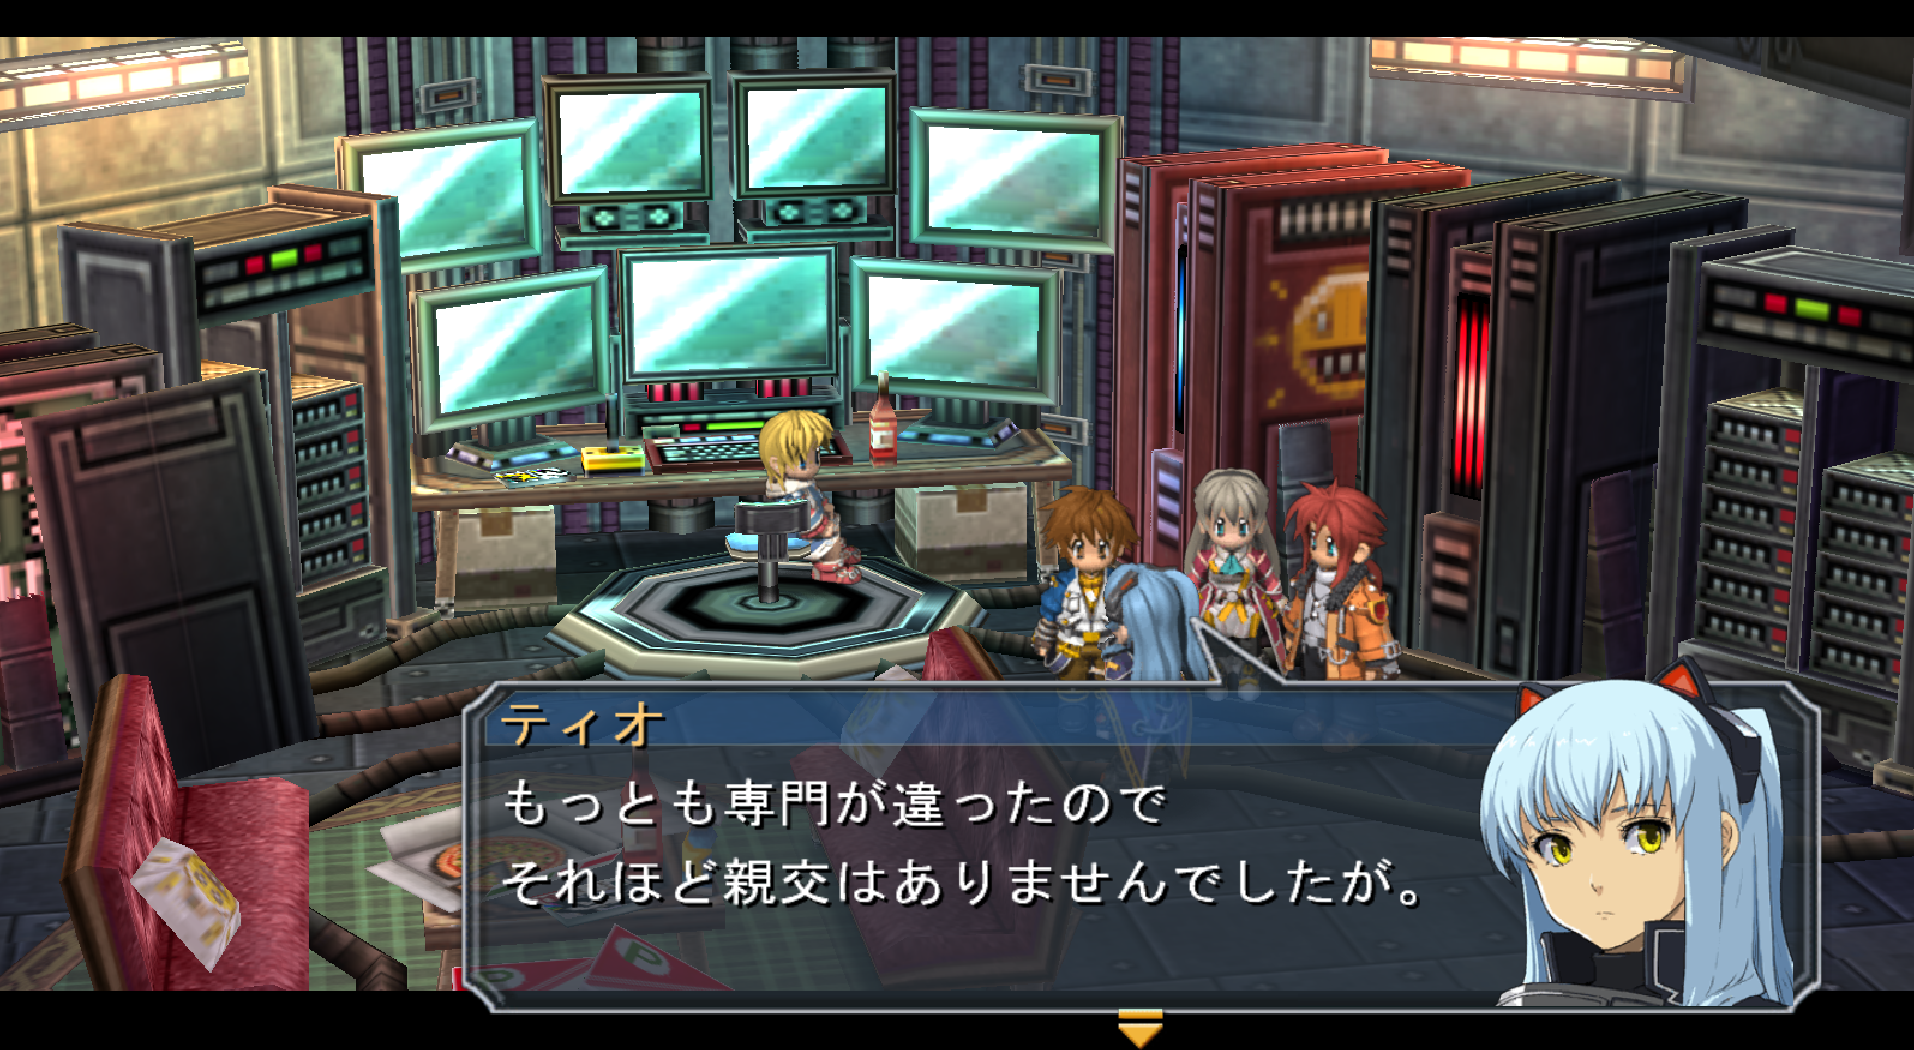 ティオ
もっとも専門が違ったので
それほど親交はありませんでしたが。